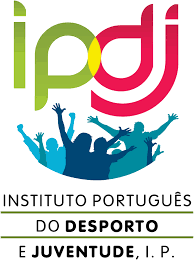 ipdj
INSTITUTO PORTUGUÊS
DO DESPORTO
E JUVENTUDE, I. P.